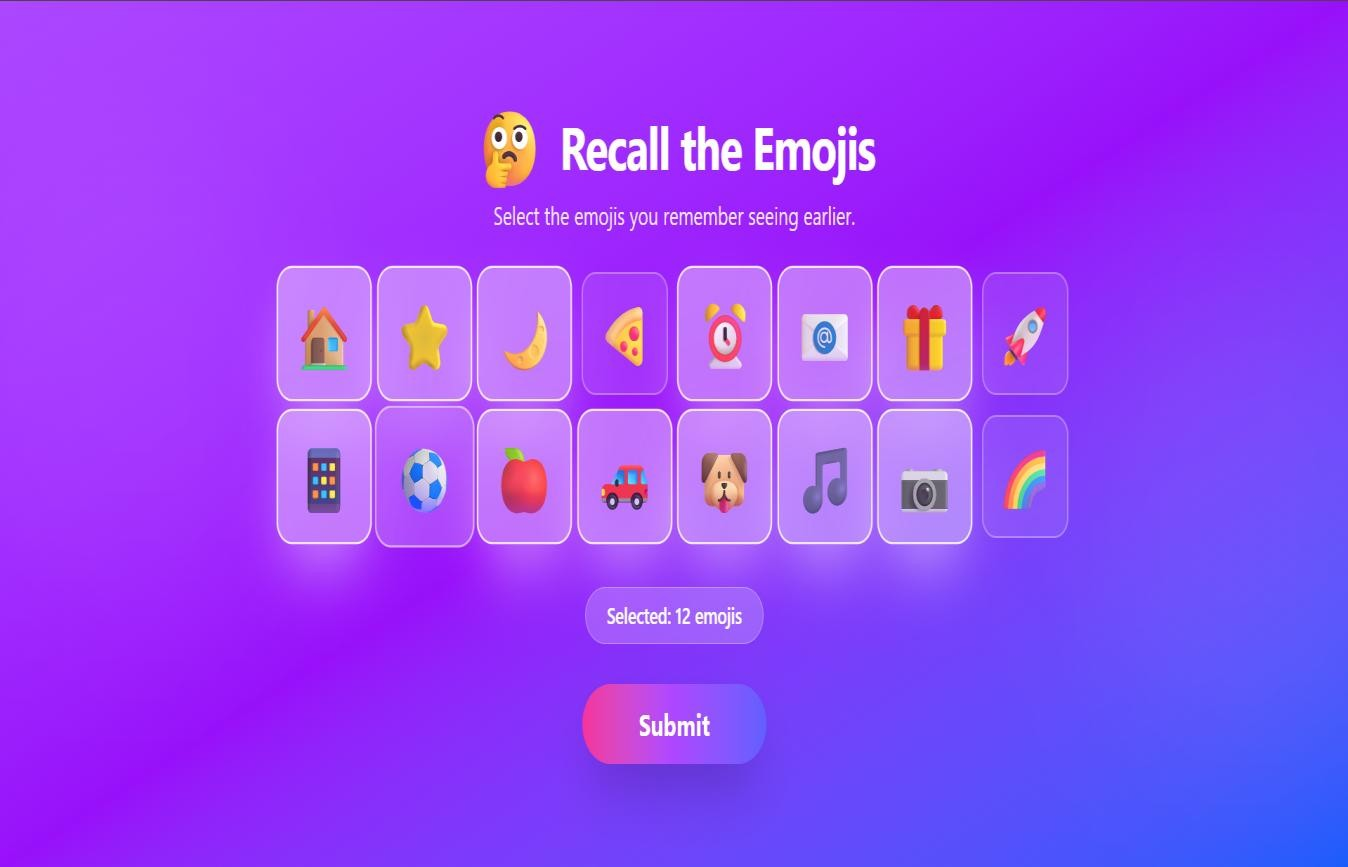 Recall the Emojis
Select the emojis you remember seeing earlier.
@
Selected: 12 emojis
Submit